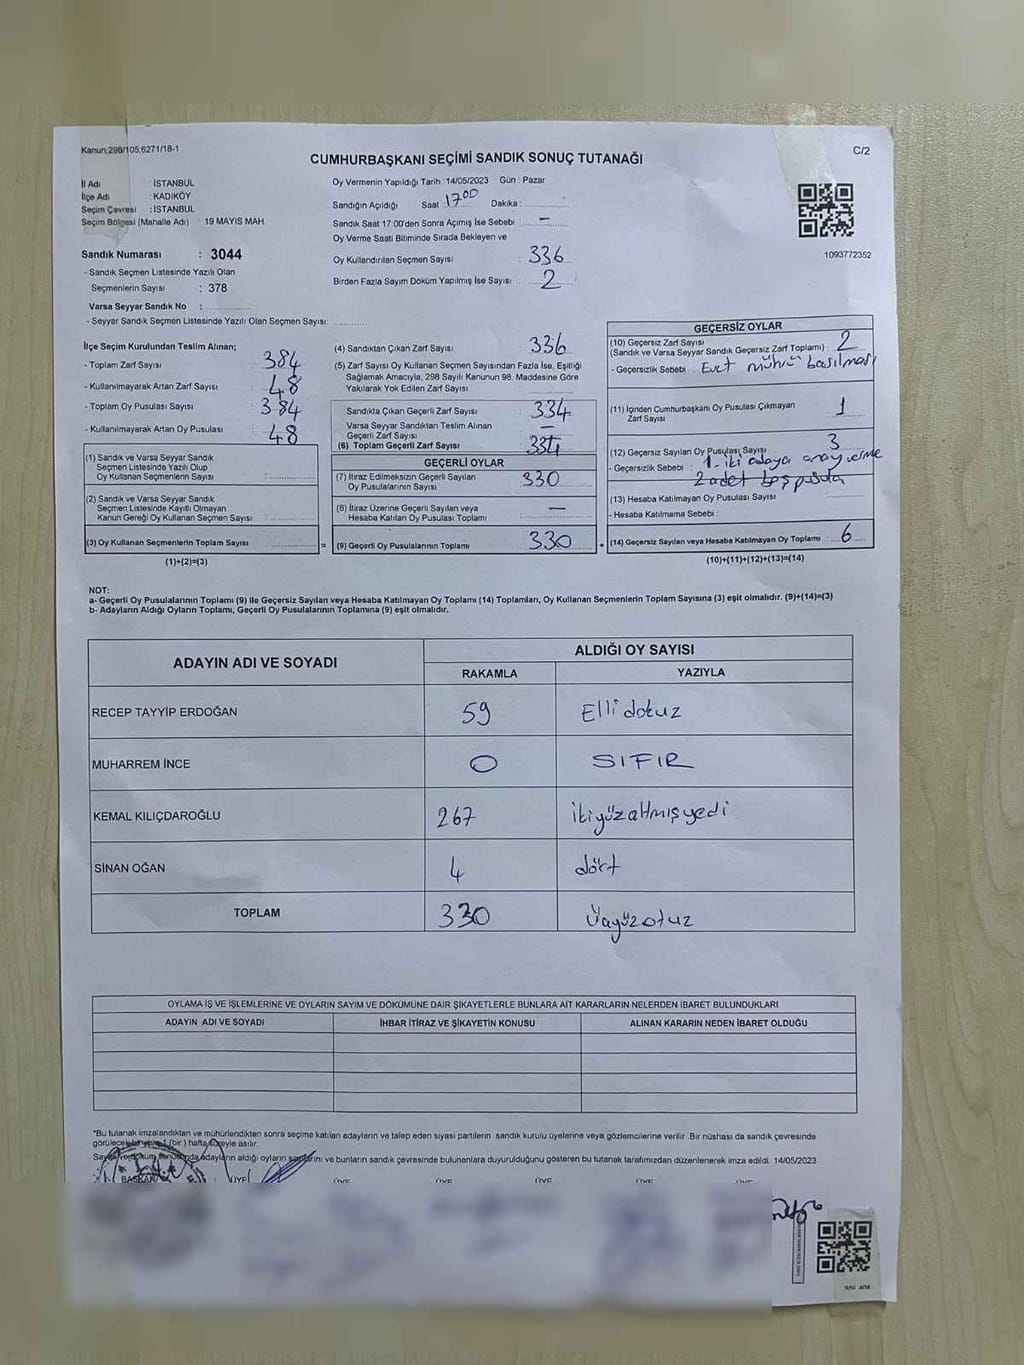 Kanun;298/105,6271/18-1
CUMHURBAŞKANI SEÇİMİ SANDIK SONUÇ TUTANAĞI
C/2
İl Adı : İSTANBUL
İlçe Adı : KADIKÖY
Seçim Çevresi : İSTANBUL
Seçim Bölgesi (Mahalle Adı) : 19 MAYIS MAH
Sandık Numarası : 3044
- Sandık Seçmen Listesinde Yazılı Olan
Seçmenlerin Sayısı : 378
Varsa Seyyar Sandık No :
- Seyyar Sandık Seçmen Listesinde Yazılı Olan Seçmen Sayısı:
Oy Vermenin Yapıldığı Tarih :14/05/2023 Gün : Pazar
Sandığın Açıldığı Saat : 17 00 Dakika :
Sandık Saat 17:00'den Sonra Açımış İse Sebebi : —
Oy Verme Saati Bitiminde Sırada Bekleyen ve
Oy Kullandırılan Seçmen Sayısı : 336
Birden Fazla Sayım Döküm Yapılmış İse Sayısı : 2
1093772352
İlçe Seçim Kurulundan Teslim Alınan;
- Toplam Zarf Sayısı : 384
- Kullanılmayarak Artan Zarf Sayısı : 48
- Toplam Oy Pusulası Sayısı : 384
- Kullanılmayarak Artan Oy Pusulası : 48
(1) Sandık ve Varsa Seyyar Sandık
Seçmen Listesinde Yazılı Olup
Oy Kullanan Seçmenlerin Sayısı :
(2) Sandık ve Varsa Seyyar Sandık
Seçmen Listesinde Kayıtlı Olmayan
Kanun Gereği Oy Kullanan Seçmen Sayısı :
(3) Oy Kullanan Seçmenlerin Toplam Sayısı : =
(1)+(2)=(3)
(4) Sandıktan Çıkan Zarf Sayısı : 336
(5) Zarf Sayısı Oy Kullanan Seçmen Sayısından Fazla İse, Eşitliği
Sağlamak Amacıyla, 298 Sayılı Kanunun 98. Maddesine Göre
Yakılarak Yok Edilen Zarf Sayısı :
Sandıkta Çıkan Geçerli Zarf Sayısı : 334
Varsa Seyyar Sandıktan Teslim Alınan
Geçerli Zarf Sayısı : —
(6) Toplam Geçerli Zarf Sayısı : 334
GEÇERLİ OYLAR
(7) İtiraz Edilmeksizin Geçerli Sayılan
Oy Pusulalarının Sayısı : 330
(8) İtiraz Üzerine Geçerli Sayılan veya
Hesaba Katılan Oy Pusulası Toplamı : —
(9) Geçerli Oy Pusulalarının Toplamı : 330 +
GEÇERSİZ OYLAR
(10) Geçersiz Zarf Sayısı
(Sandık ve Varsa Seyyar Sandık Geçersiz Zarf Toplamı) : 2
- Geçersizlik Sebebi : Evet mührü basılması
(11) İçinden Cumhurbaşkanı Oy Pusulası Çıkmayan
Zarf Sayısı : 1
(12) Geçersiz Sayılan Oy Pusulası Sayısı : 3
- Geçersizlik Sebebi : 1- iki adaya onay verme
2 adet boş pusula
(13) Hesaba Katılmayan Oy Pusulası Sayısı :
- Hesaba Katılmama Sebebi :
(14) Geçersiz Sayılan veya Hesaba Katılmayan Oy Toplamı : 6
(10)+(11)+(12)+(13)=(14)
NOT:
a- Geçerli Oy Pusulalarının Toplamı (9) ile Geçersiz Sayılan veya Hesaba Katılmayan Oy Toplamı (14) Toplamları, Oy Kullanan Seçmenlerin Toplam Sayısına (3) eşit olmalıdır. (9)+(14)=(3)
b- Adayların Aldığı Oyların Toplamı, Geçerli Oy Pusulalarının Toplamına (9) eşit olmalıdır.
ADAYIN ADI VE SOYADI
ALDIĞI OY SAYISI
RAKAMLA YAZIYLA
RECEP TAYYİP ERDOĞAN 59 Elli dokuz
MUHARREM İNCE 0 SIFIR
KEMAL KILIÇDAROĞLU 267 ikiyüzaltmışyedi
SİNAN OĞAN 4 dört
TOPLAM 330 Üçyüzotuz
OYLAMA İŞ VE İŞLEMLERİNE VE OYLARIN SAYIM VE DÖKÜMÜNE DAİR ŞİKAYETLERLE BUNLARA AİT KARARLARIN NELERDEN İBARET BULUNDUKLARI
ADAYIN ADI VE SOYADI İHBAR İTİRAZ VE ŞİKAYETİN KONUSU ALINAN KARARIN NEDEN İBARET OLDUĞU
*Bu tutanak imzalandıktan ve mühürlendikten sonra seçime katılan adayların ve talep eden siyasi partilerin sandık kurulu üyelerine veya gözlemcilerine verilir .Bir nüshası da sandık çevresinde
görülecek bir yere 1 (bir ) hafta süreyle asılır.
Sayım ve döküm sonucunda adayların aldığı oyların sayılarını ve bunların sandık çevresinde bulunanlara duyurulduğunu gösteren bu tutanak tarafımızdan düzenlenerek imza edildi. 14/05/2023
BAŞKAN ÜYE ÜYE ÜYE ÜYE ÜYE ÜYE